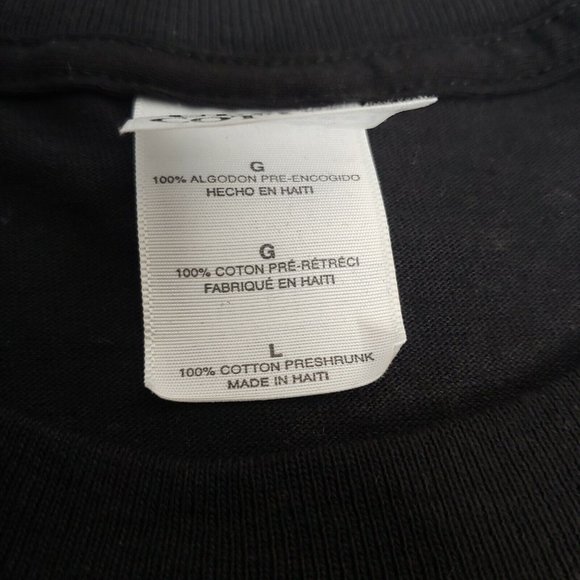 G
100% ALGODON PRE-ENCOGIDO
HECHO EN HAITI
G
100% COTON PRÉ-RÉTRÉCI
FABRIQUÉ EN HAITI
L
100% COTTON PRESHRUNK
MADE IN HAITI